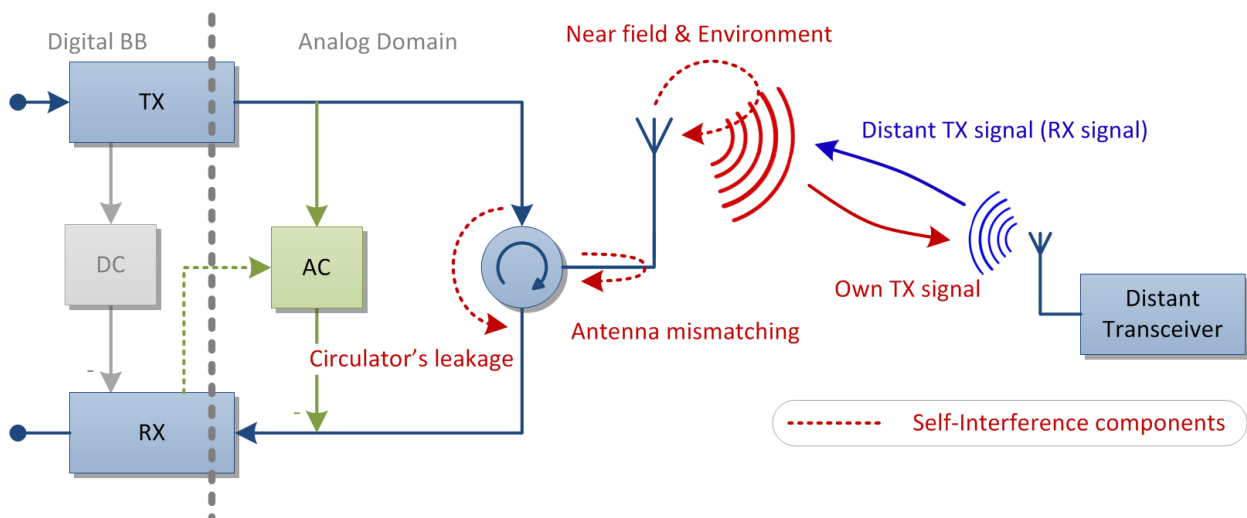 Digital BB
Analog Domain
Near field & Environment
TX
Distant TX signal (RX signal)
DC
AC
Own TX signal
Distant
Transceiver
Antenna mismatching
Circulator's leakage
-
-
RX
Self-Interference components